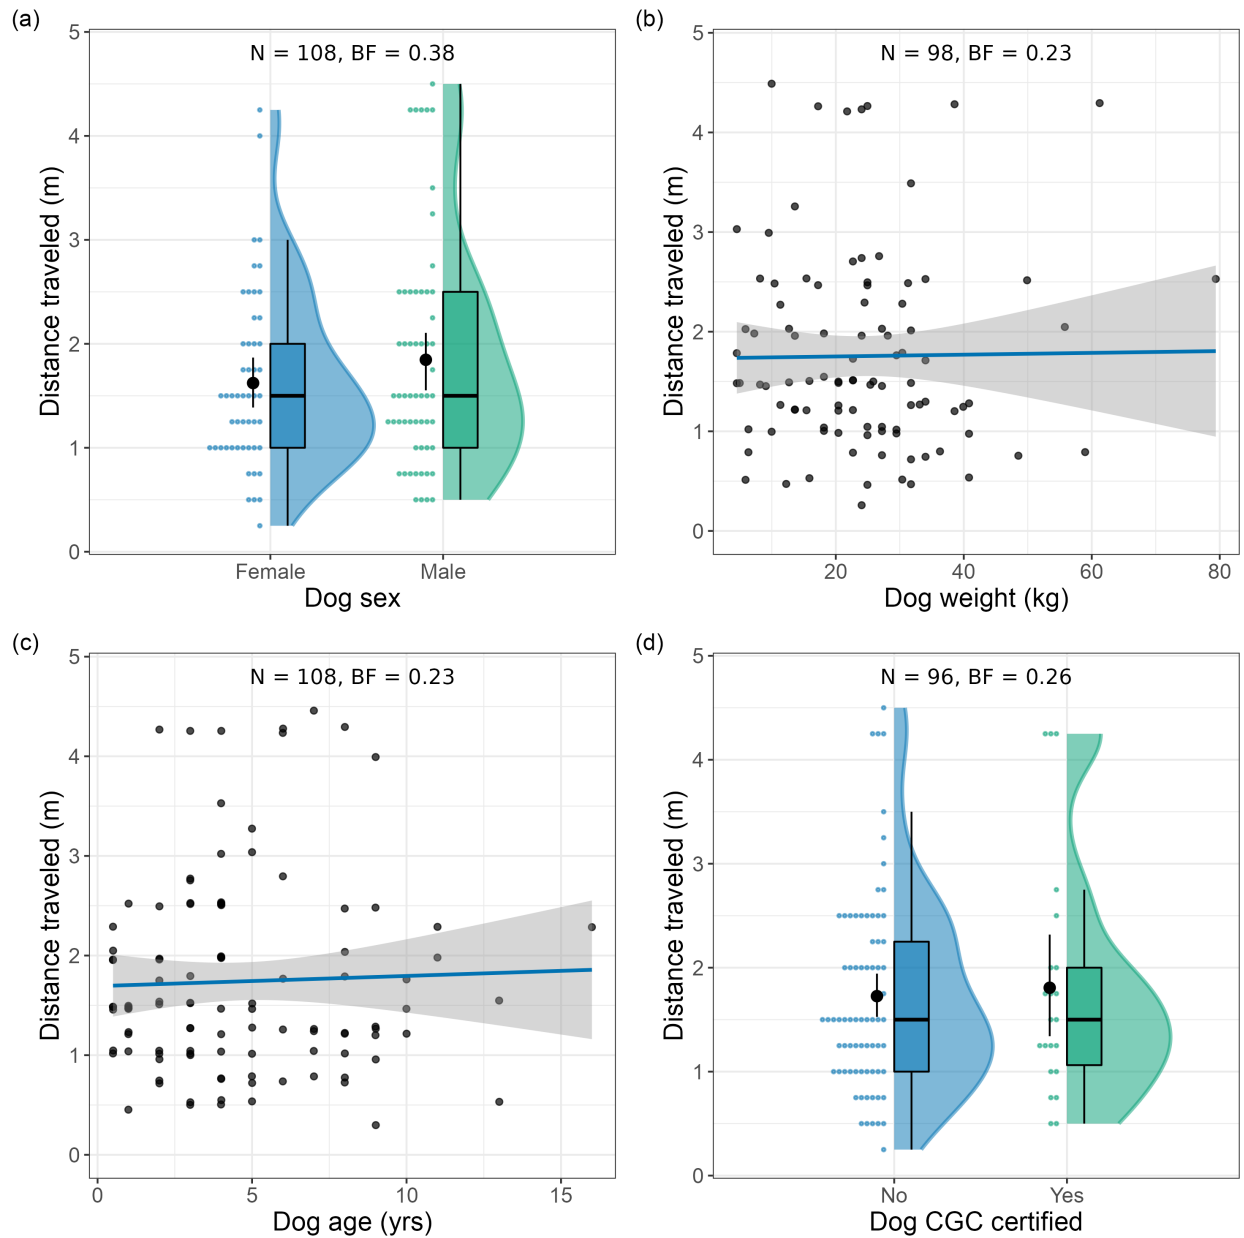 (a)
N = 108, BF = 0.38
Distance traveled (m)
5
4
3
2
1
0
Female Male
Dog sex
(b)
N = 98, BF = 0.23
Distance traveled (m)
5
4
3
2
1
0
20 40 60 80
Dog weight (kg)
(c)
N = 108, BF = 0.23
Distance traveled (m)
5
4
3
2
1
0
0 5 10 15
Dog age (yrs)
(d)
N = 96, BF = 0.26
Distance traveled (m)
5
4
3
2
1
0
No Yes
Dog CGC certified